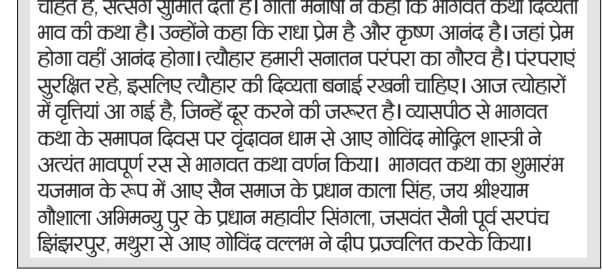 चाहते हैं, सत्संग सुमति देता है। गीता मनीषी ने कहा कि भागवत कथा दिव्यता
भाव की कथा है। उन्होंने कहा कि राधा प्रेम है और कृष्ण आनंद है। जहां प्रेम
होगा वहीं आनंद होगा। त्यौहार हमारी सनातन परंपरा का गौरव है। पंरपराएं
सुरक्षित रहे, इसलिए त्यौहार की दिव्यता बनाई रखनी चाहिए। आज त्योहारों
में वृत्तियां आ गई है, जिन्हें दूर करने की जरूरत है। व्यासपीठ से भागवत
कथा के समापन दिवस पर वृंदावन धाम से आए गोविंद मोद्गिल शास्त्री ने
अत्यंत भावपूर्ण रस से भागवत कथा वर्णन किया। भागवत कथा का शुभारंभ
यजमान के रूप में आए सैन समाज के प्रधान काला सिंह, जय श्रीश्याम
गौशाला अभिमन्यु पुर के प्रधान महावीर सिंगला, जसवंत सैनी पूर्व सरपंच
झिंझरपुर, मथुरा से आए गोविंद वल्लभ ने दीप प्रज्वलित करके किया।